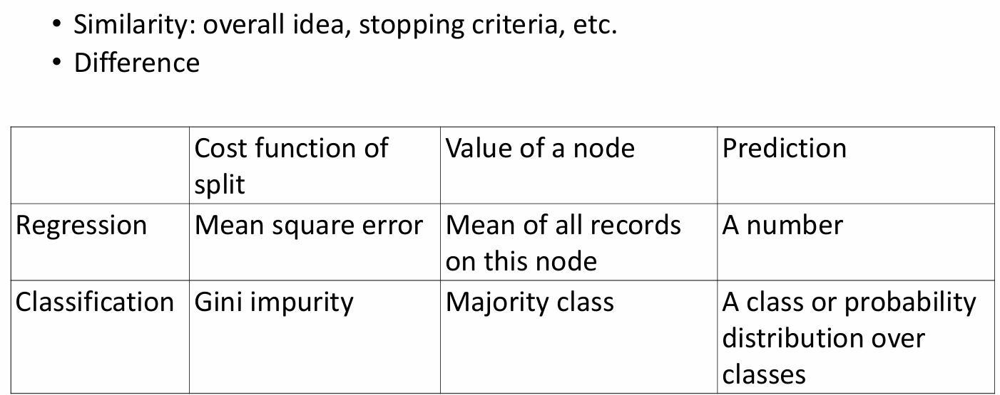 • Similarity: overall idea, stopping criteria, etc.
• Difference
Cost function of
split
Value of a node
Prediction
Regression
Mean square error
Mean of all records
on this node
A number
Classification
Gini impurity
Majority class
A class or probability
distribution over
classes